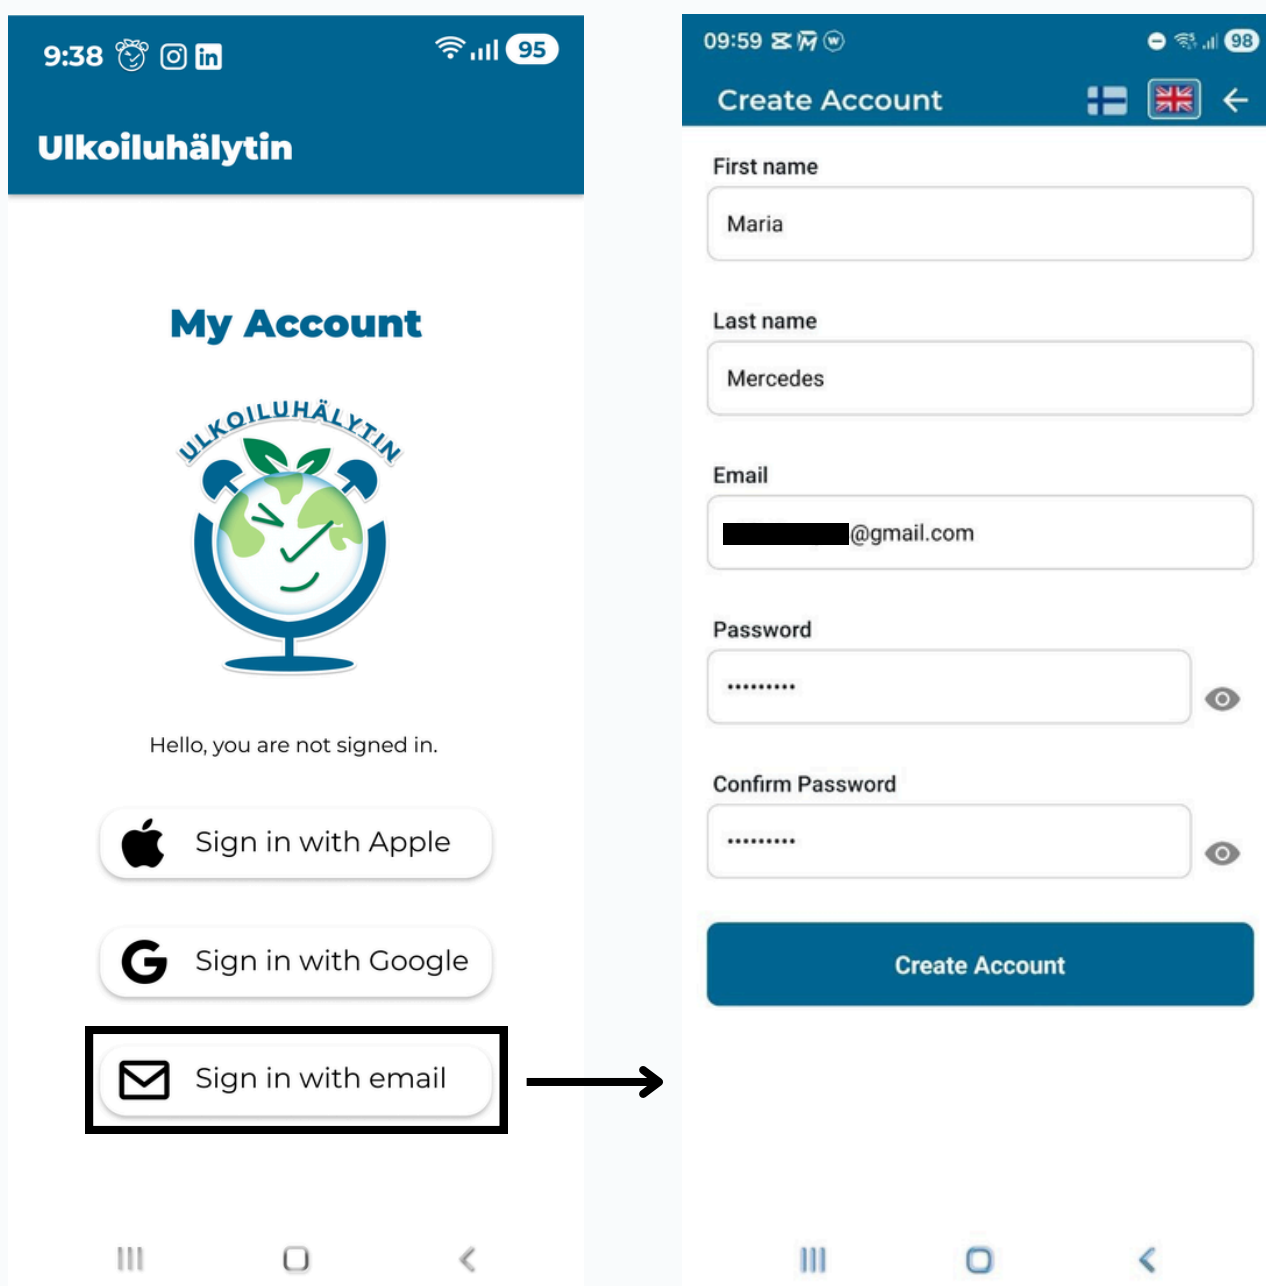 9:38
95
Ulkoiluhälytin
My Account
ULKOILUHÄLYTIN
Hello, you are not signed in.
Sign in with Apple
Sign in with Google
Sign in with email
09:59
98
Create Account
First name
Maria
Last name
Mercedes
Email
@gmail.com
Password
•••••••••
Confirm Password
•••••••••
Create Account